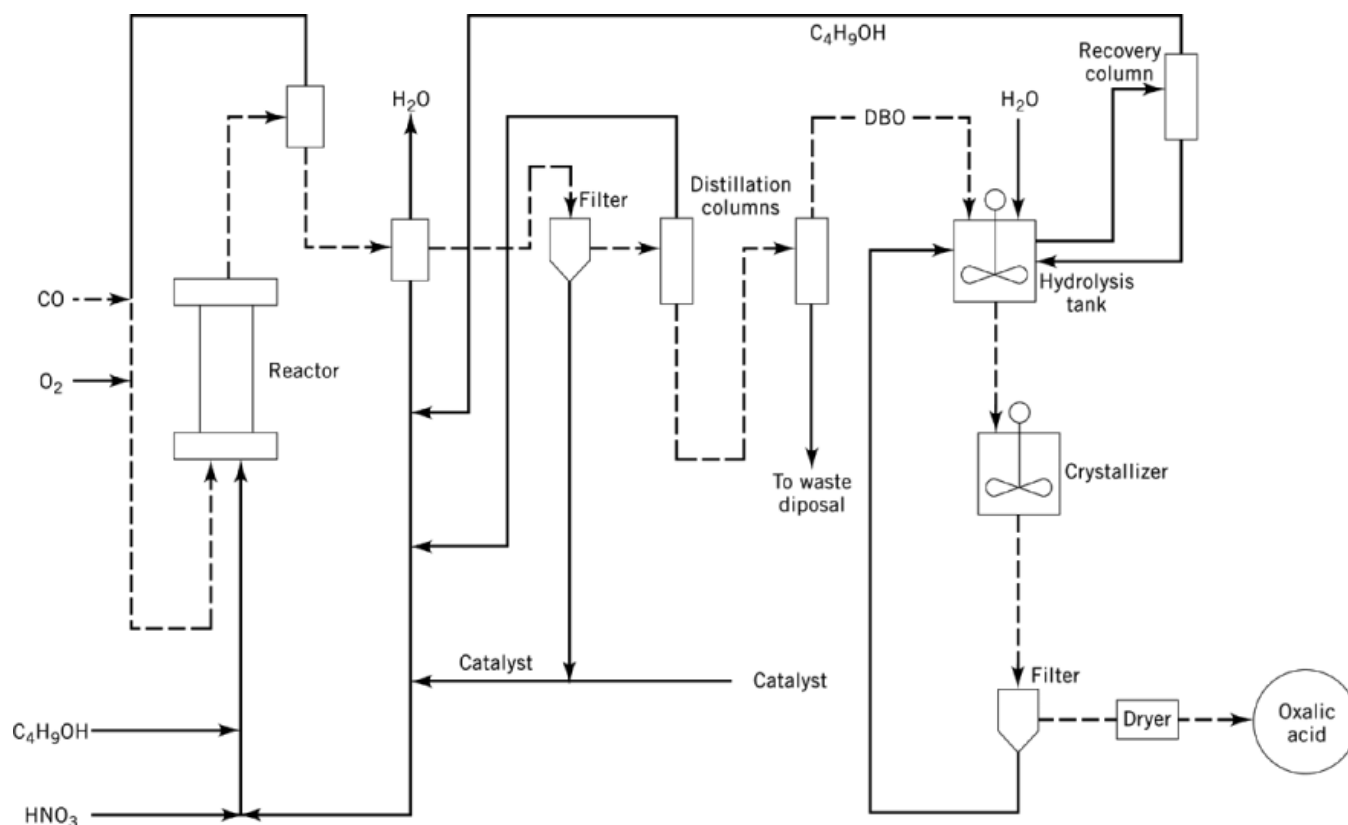 C₄H₉OH
Recovery
column
H₂O
H₂O
DBO
Filter
Distillation
columns
CO
Hydrolysis
tank
O₂
Reactor
Crystallizer
To waste
diposal
Catalyst
Catalyst
Filter
C₄H₉OH
Dryer
Oxalic
acid
HNO₃